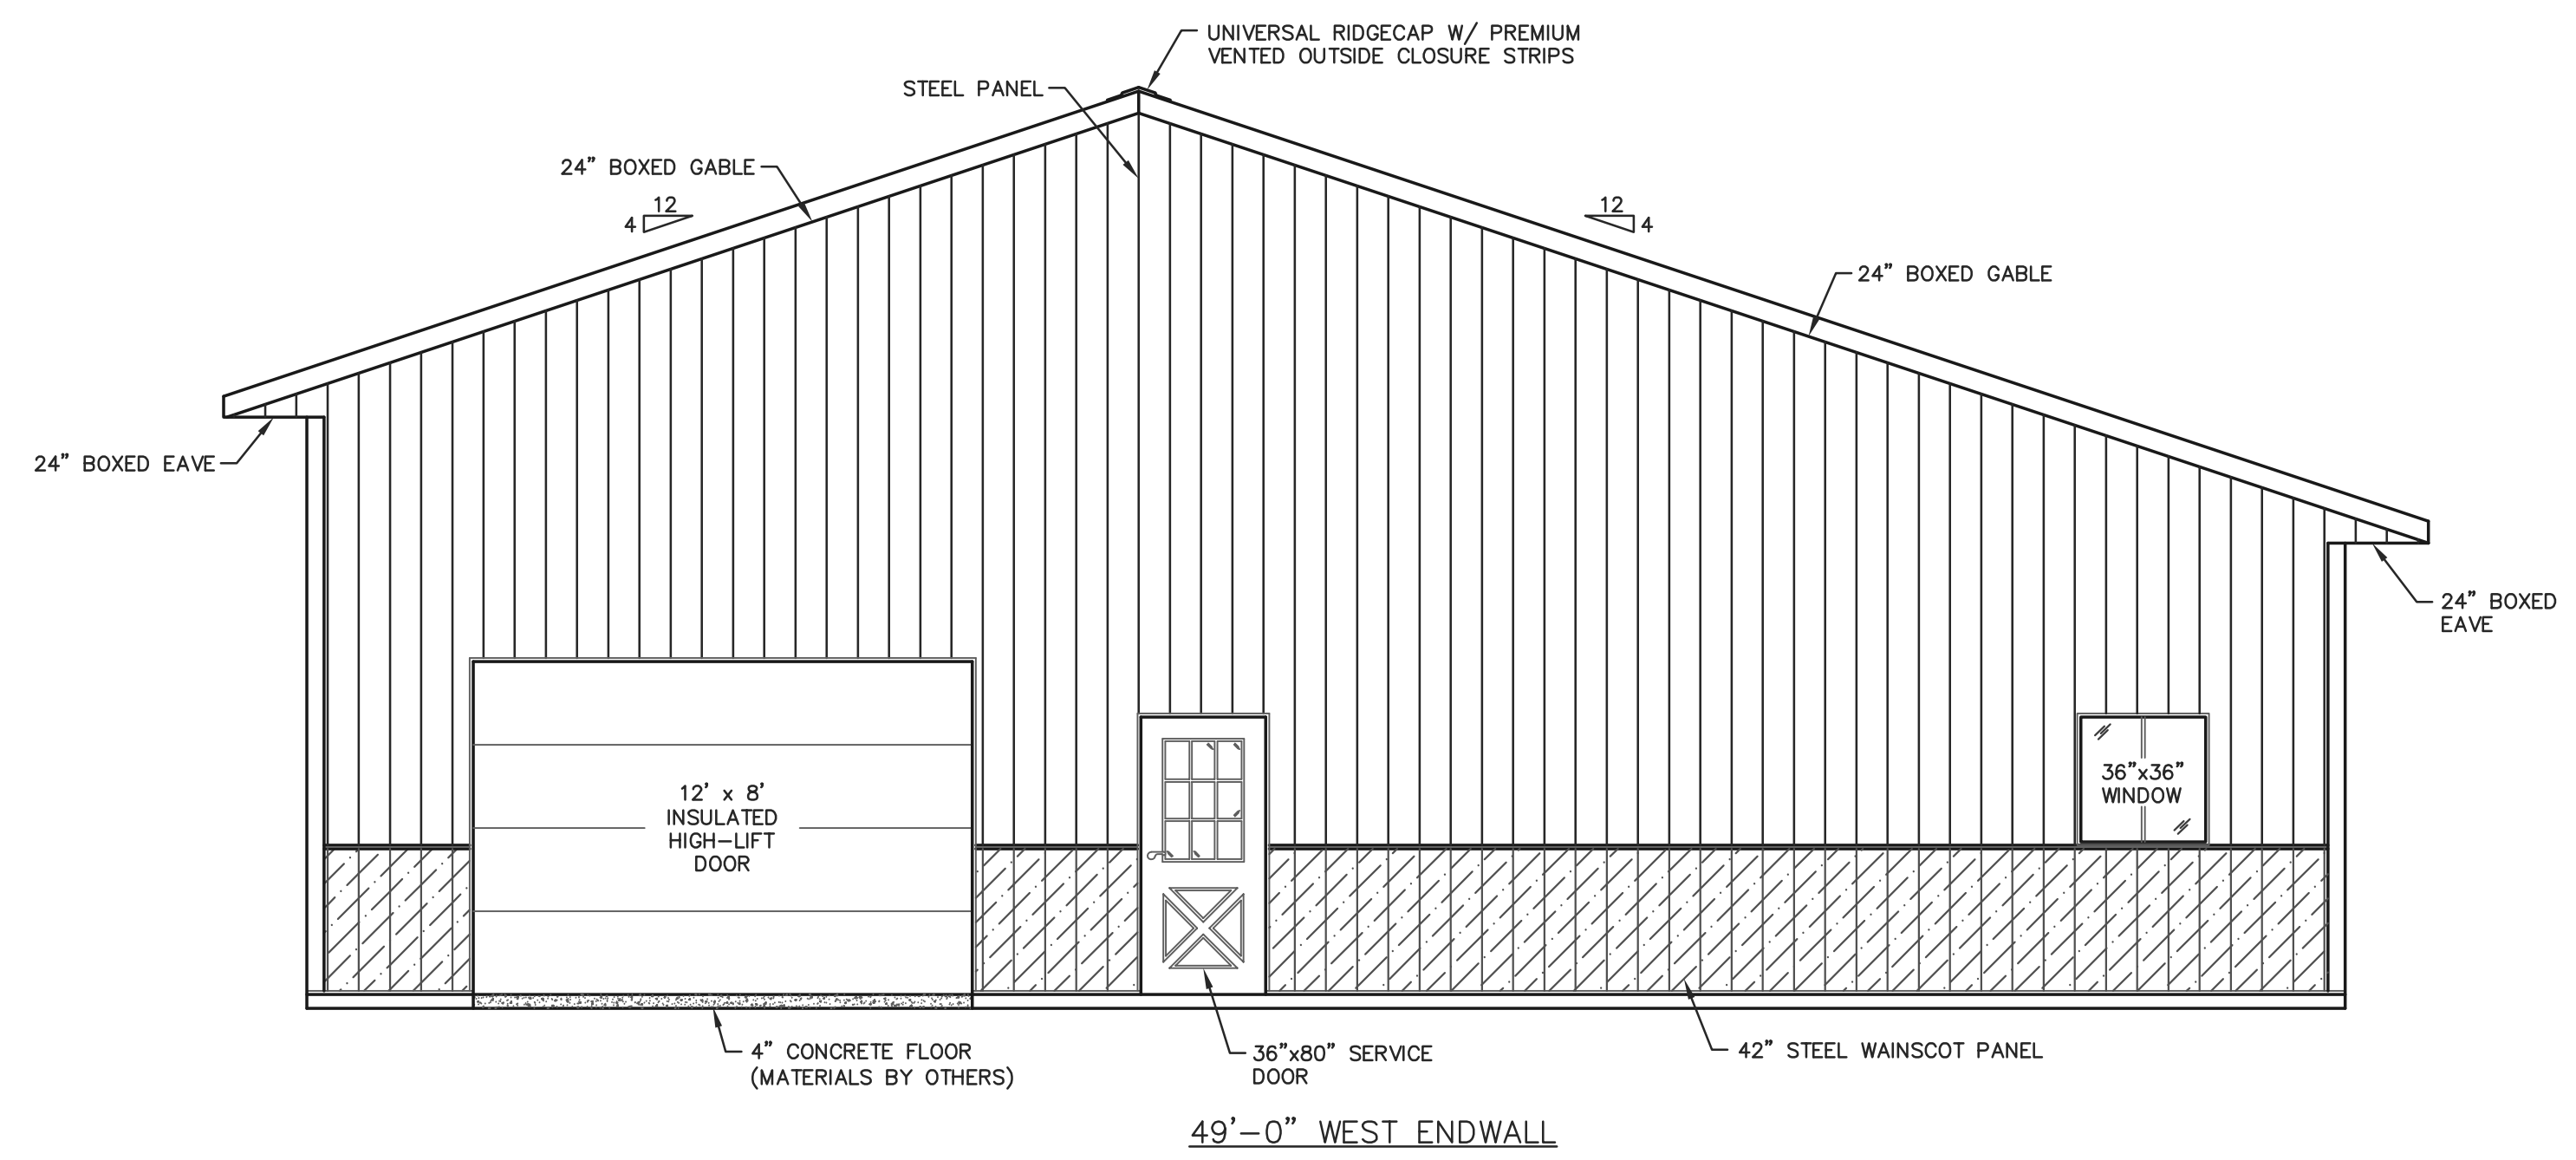 UNIVERSAL RIDGECAP W/ PREMIUM
VENTED OUTSIDE CLOSURE STRIPS
STEEL PANEL
24” BOXED GABLE
12
4
12
4
24” BOXED GABLE
24” BOXED EAVE
24” BOXED
EAVE
12’ x 8’
INSULATED
HIGH-LIFT
DOOR
36”x36”
WINDOW
4” CONCRETE FLOOR
(MATERIALS BY OTHERS)
36”x80” SERVICE
DOOR
42” STEEL WAINSCOT PANEL
49’-0” WEST ENDWALL